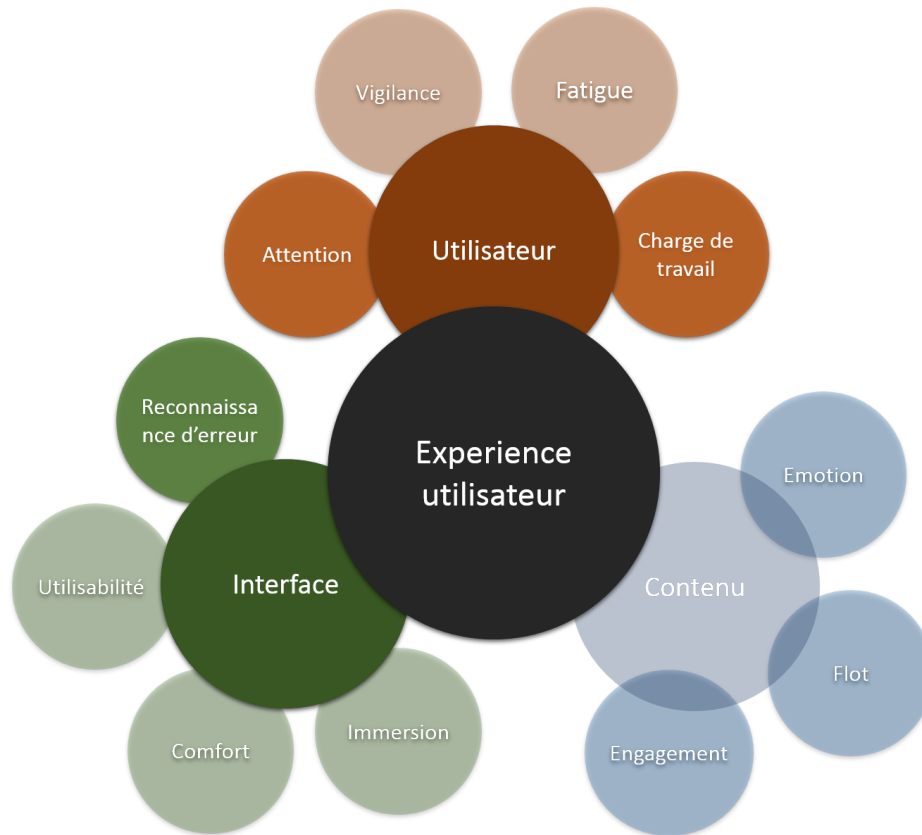 Vigilance
Fatigue
Attention
Utilisateur
Charge de
travail
Reconnaissa
nce d'erreur
Experience
utilisateur
Emotion
Utilisabilité
Interface
Contenu
Flot
Comfort
Immersion
Engagement